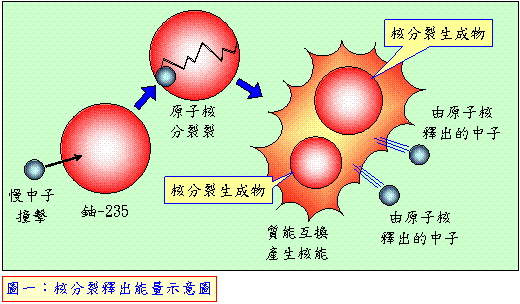 核分裂生成物
原子核
分裂裂
由原子核
釋出的中子
慢中子
撞擊
鈾-235
核分裂生成物
質能互換
產生核能
由原子核
釋出的中子
圖一：核分裂釋出能量示意圖